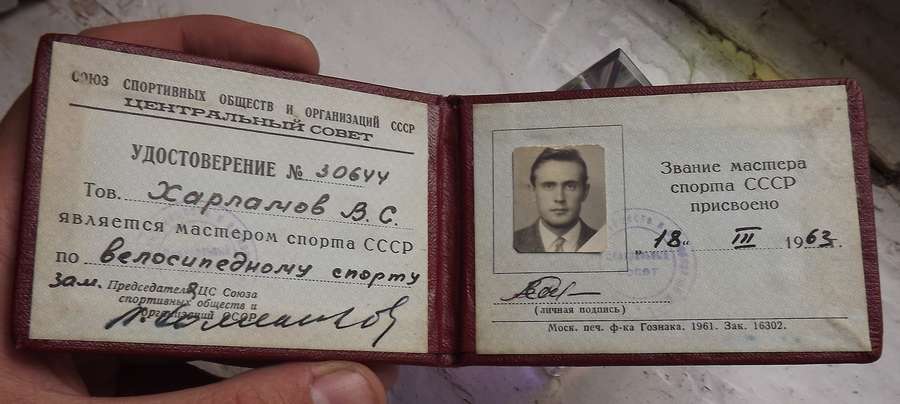 СОЮЗ СПОРТИВНЫХ ОБЩЕСТВ И ОРГАНИЗАЦИЙ СССР
ЦЕНТРАЛЬНЫЙ СОВЕТ
УДОСТОВЕРЕНИЕ № 30644
Тов. Харламов В.С.
является мастером спорта СССР
по велосипедному спорту
зам. Председателя ЦС Союза
спортивных обществ и
организаций СССР
Звание мастера
спорта СССР
присвоено
„18“ III 1963 г.
(личная подпись)
Моск. печ. ф-ка Гознака. 1961. Зак. 16302.